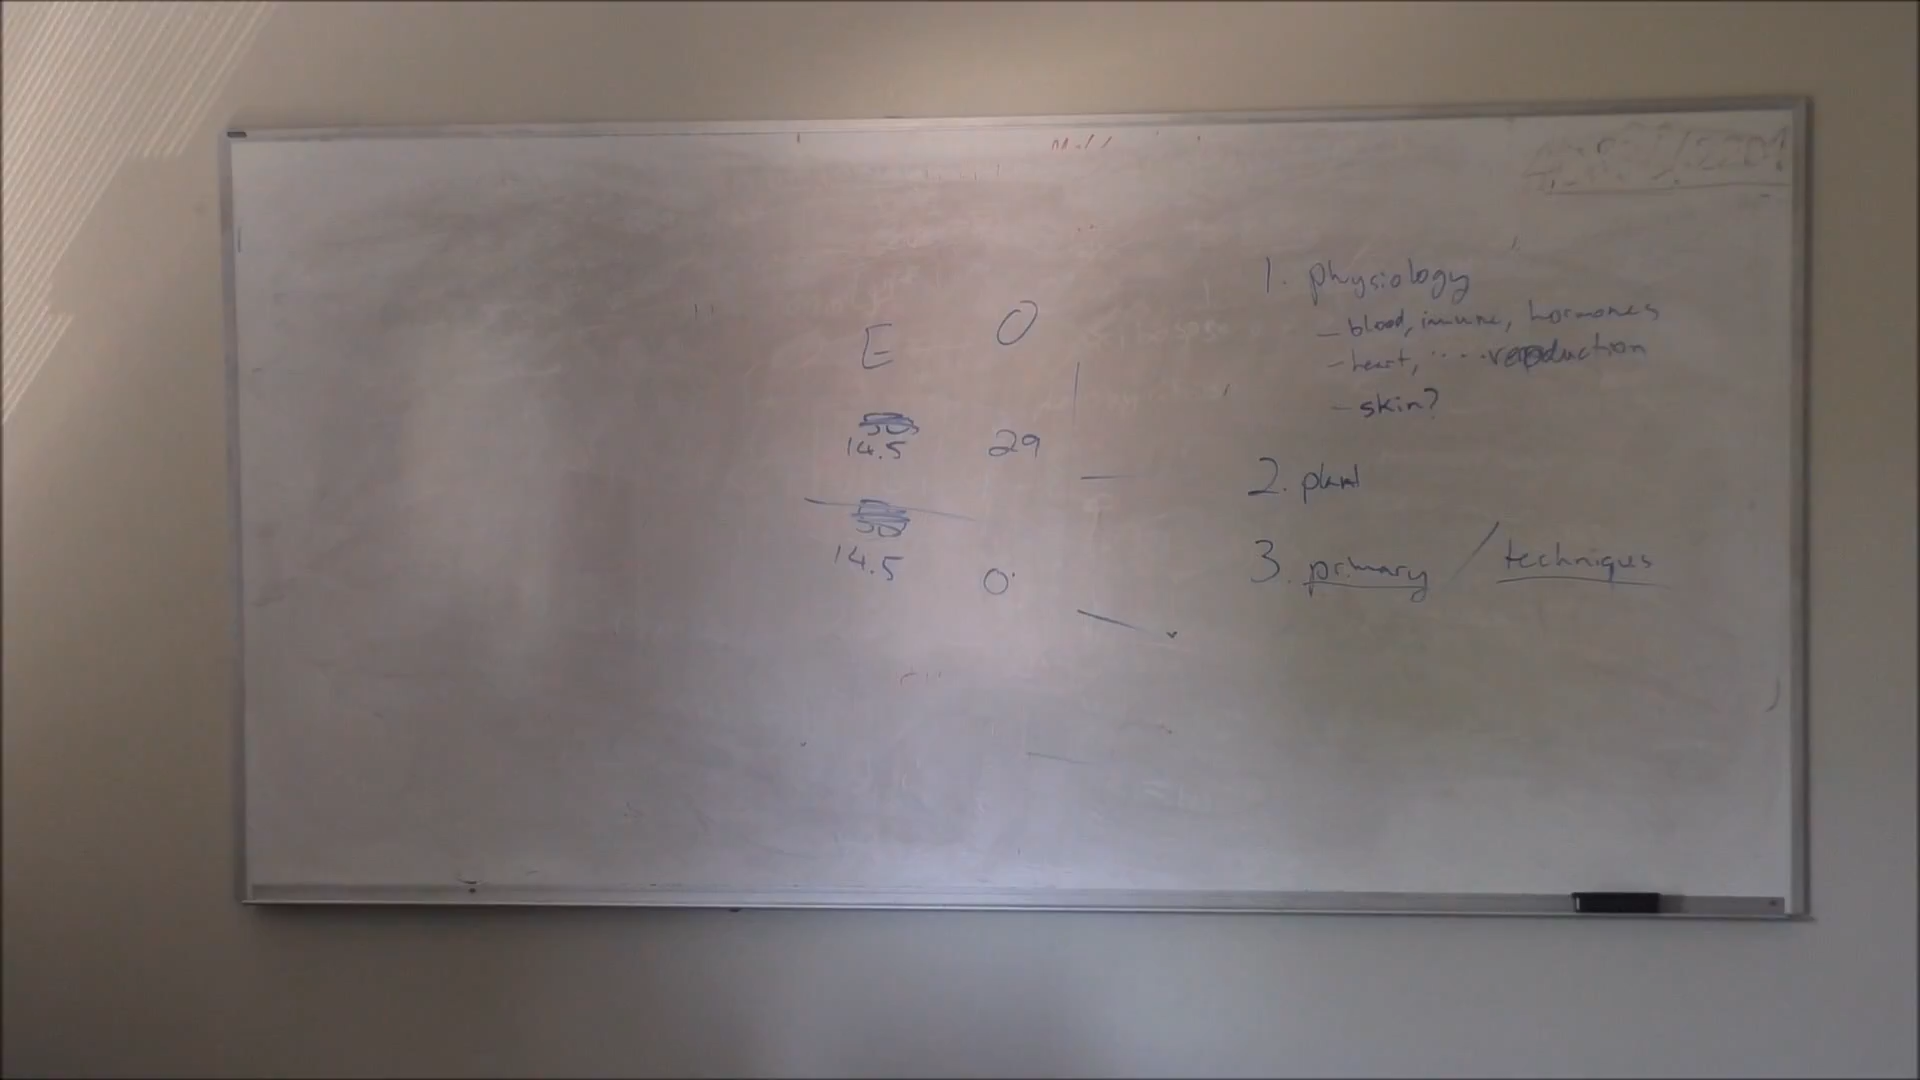 E O
14.5 29
14.5 0
1. physiology
- blood, immune, hormones
- heart, .... reproduction
- skin?
2. plant
3. primary / techniques